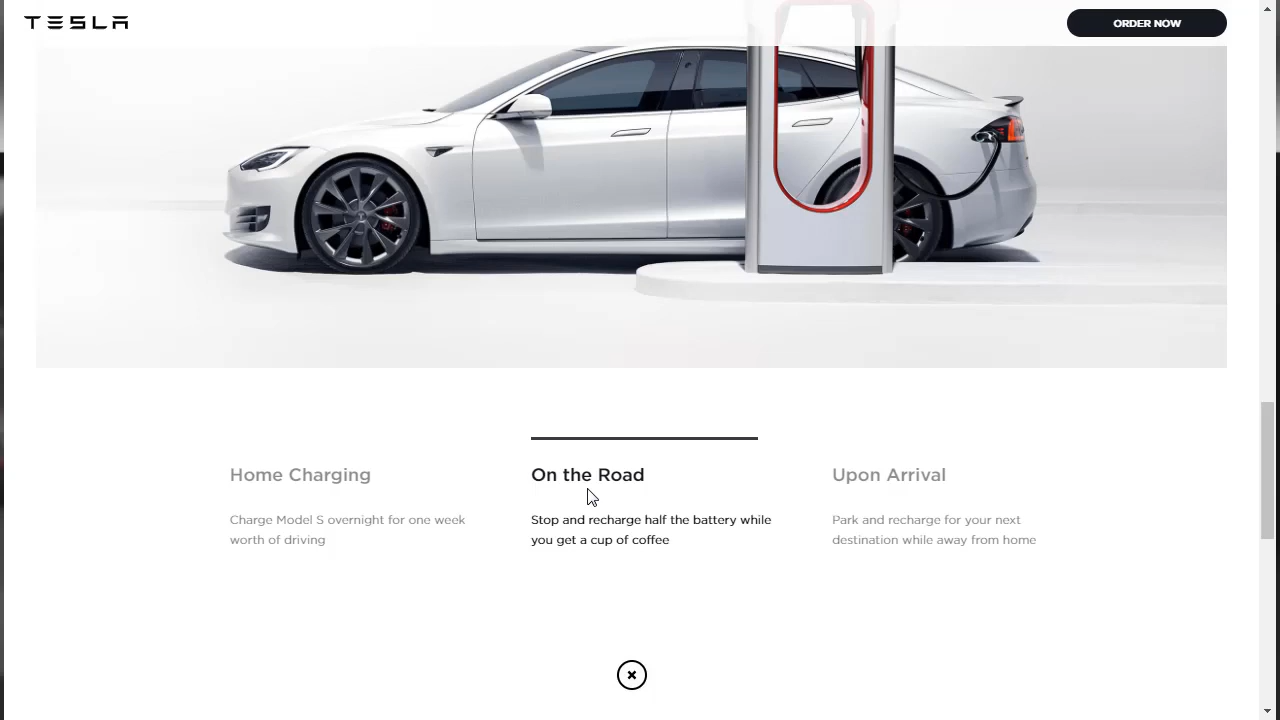 TESLA
ORDER NOW
Home Charging
Charge Model S overnight for one week
worth of driving
On the Road
Stop and recharge half the battery while
you get a cup of coffee
Upon Arrival
Park and recharge for your next
destination while away from home